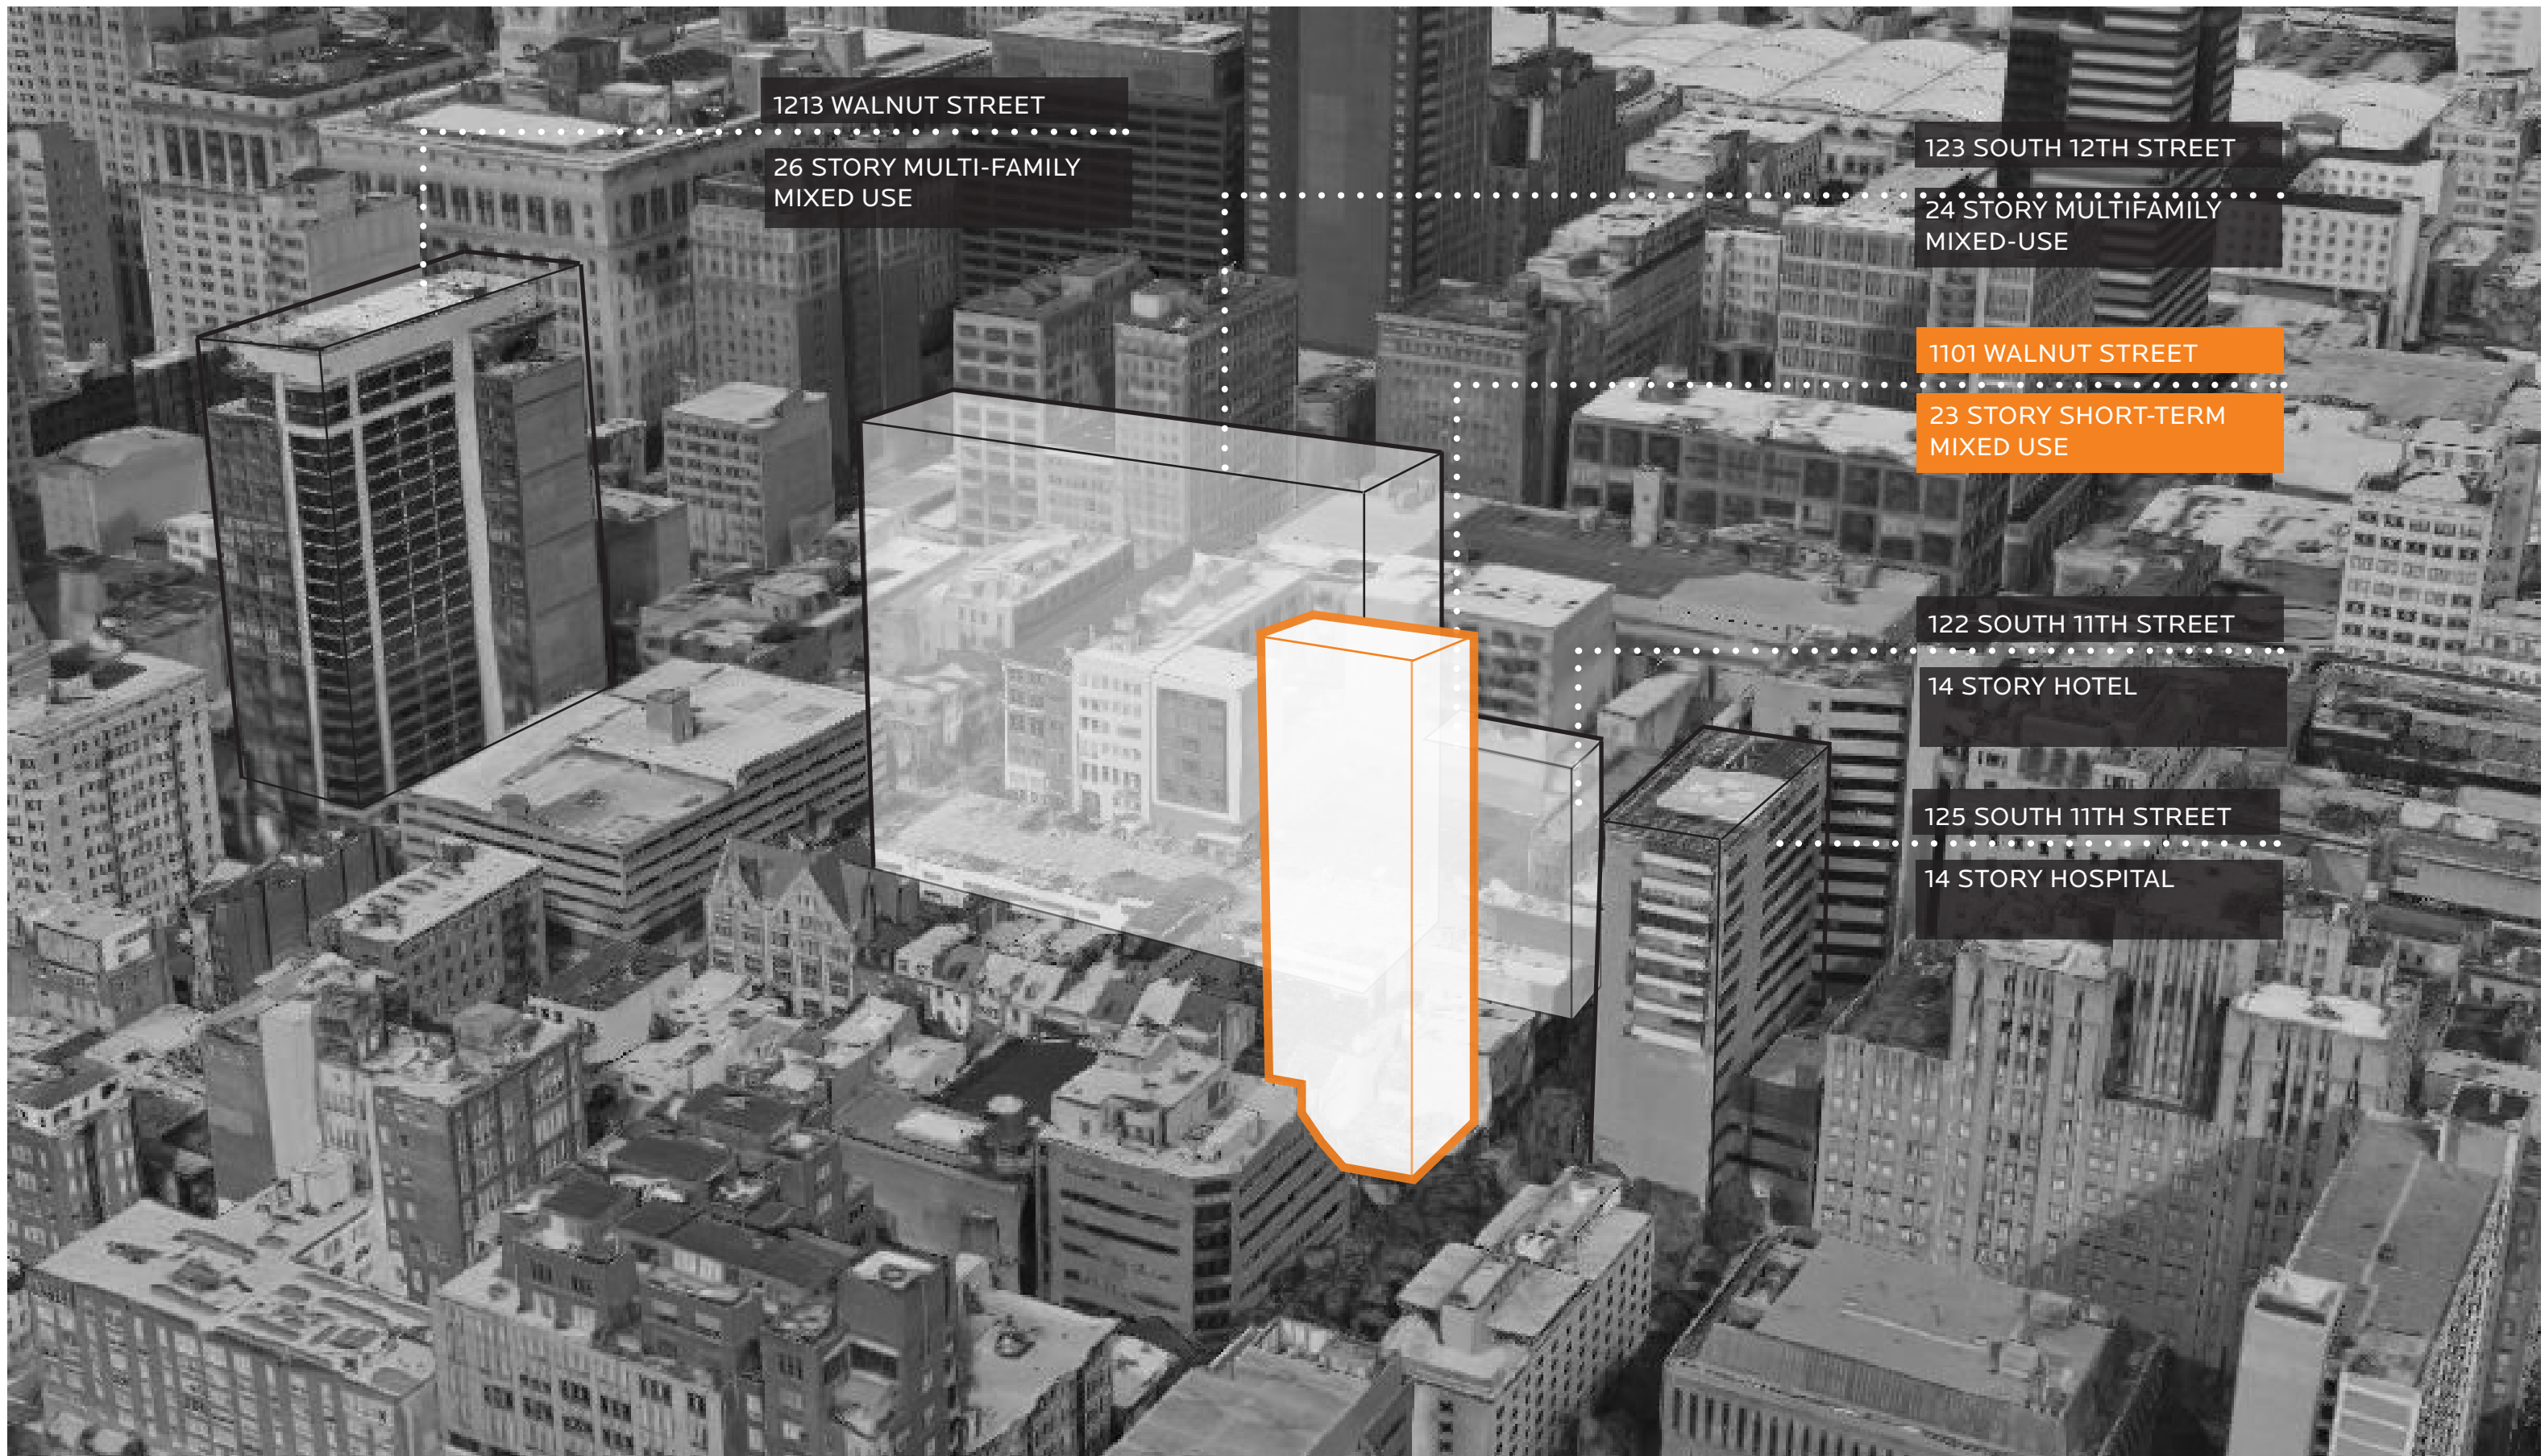 1213 WALNUT STREET
26 STORY MULTI-FAMILY
MIXED USE
123 SOUTH 12TH STREET
24 STORY MULTIFAMILY
MIXED-USE
1101 WALNUT STREET
23 STORY SHORT-TERM
MIXED USE
122 SOUTH 11TH STREET
14 STORY HOTEL
125 SOUTH 11TH STREET
14 STORY HOSPITAL